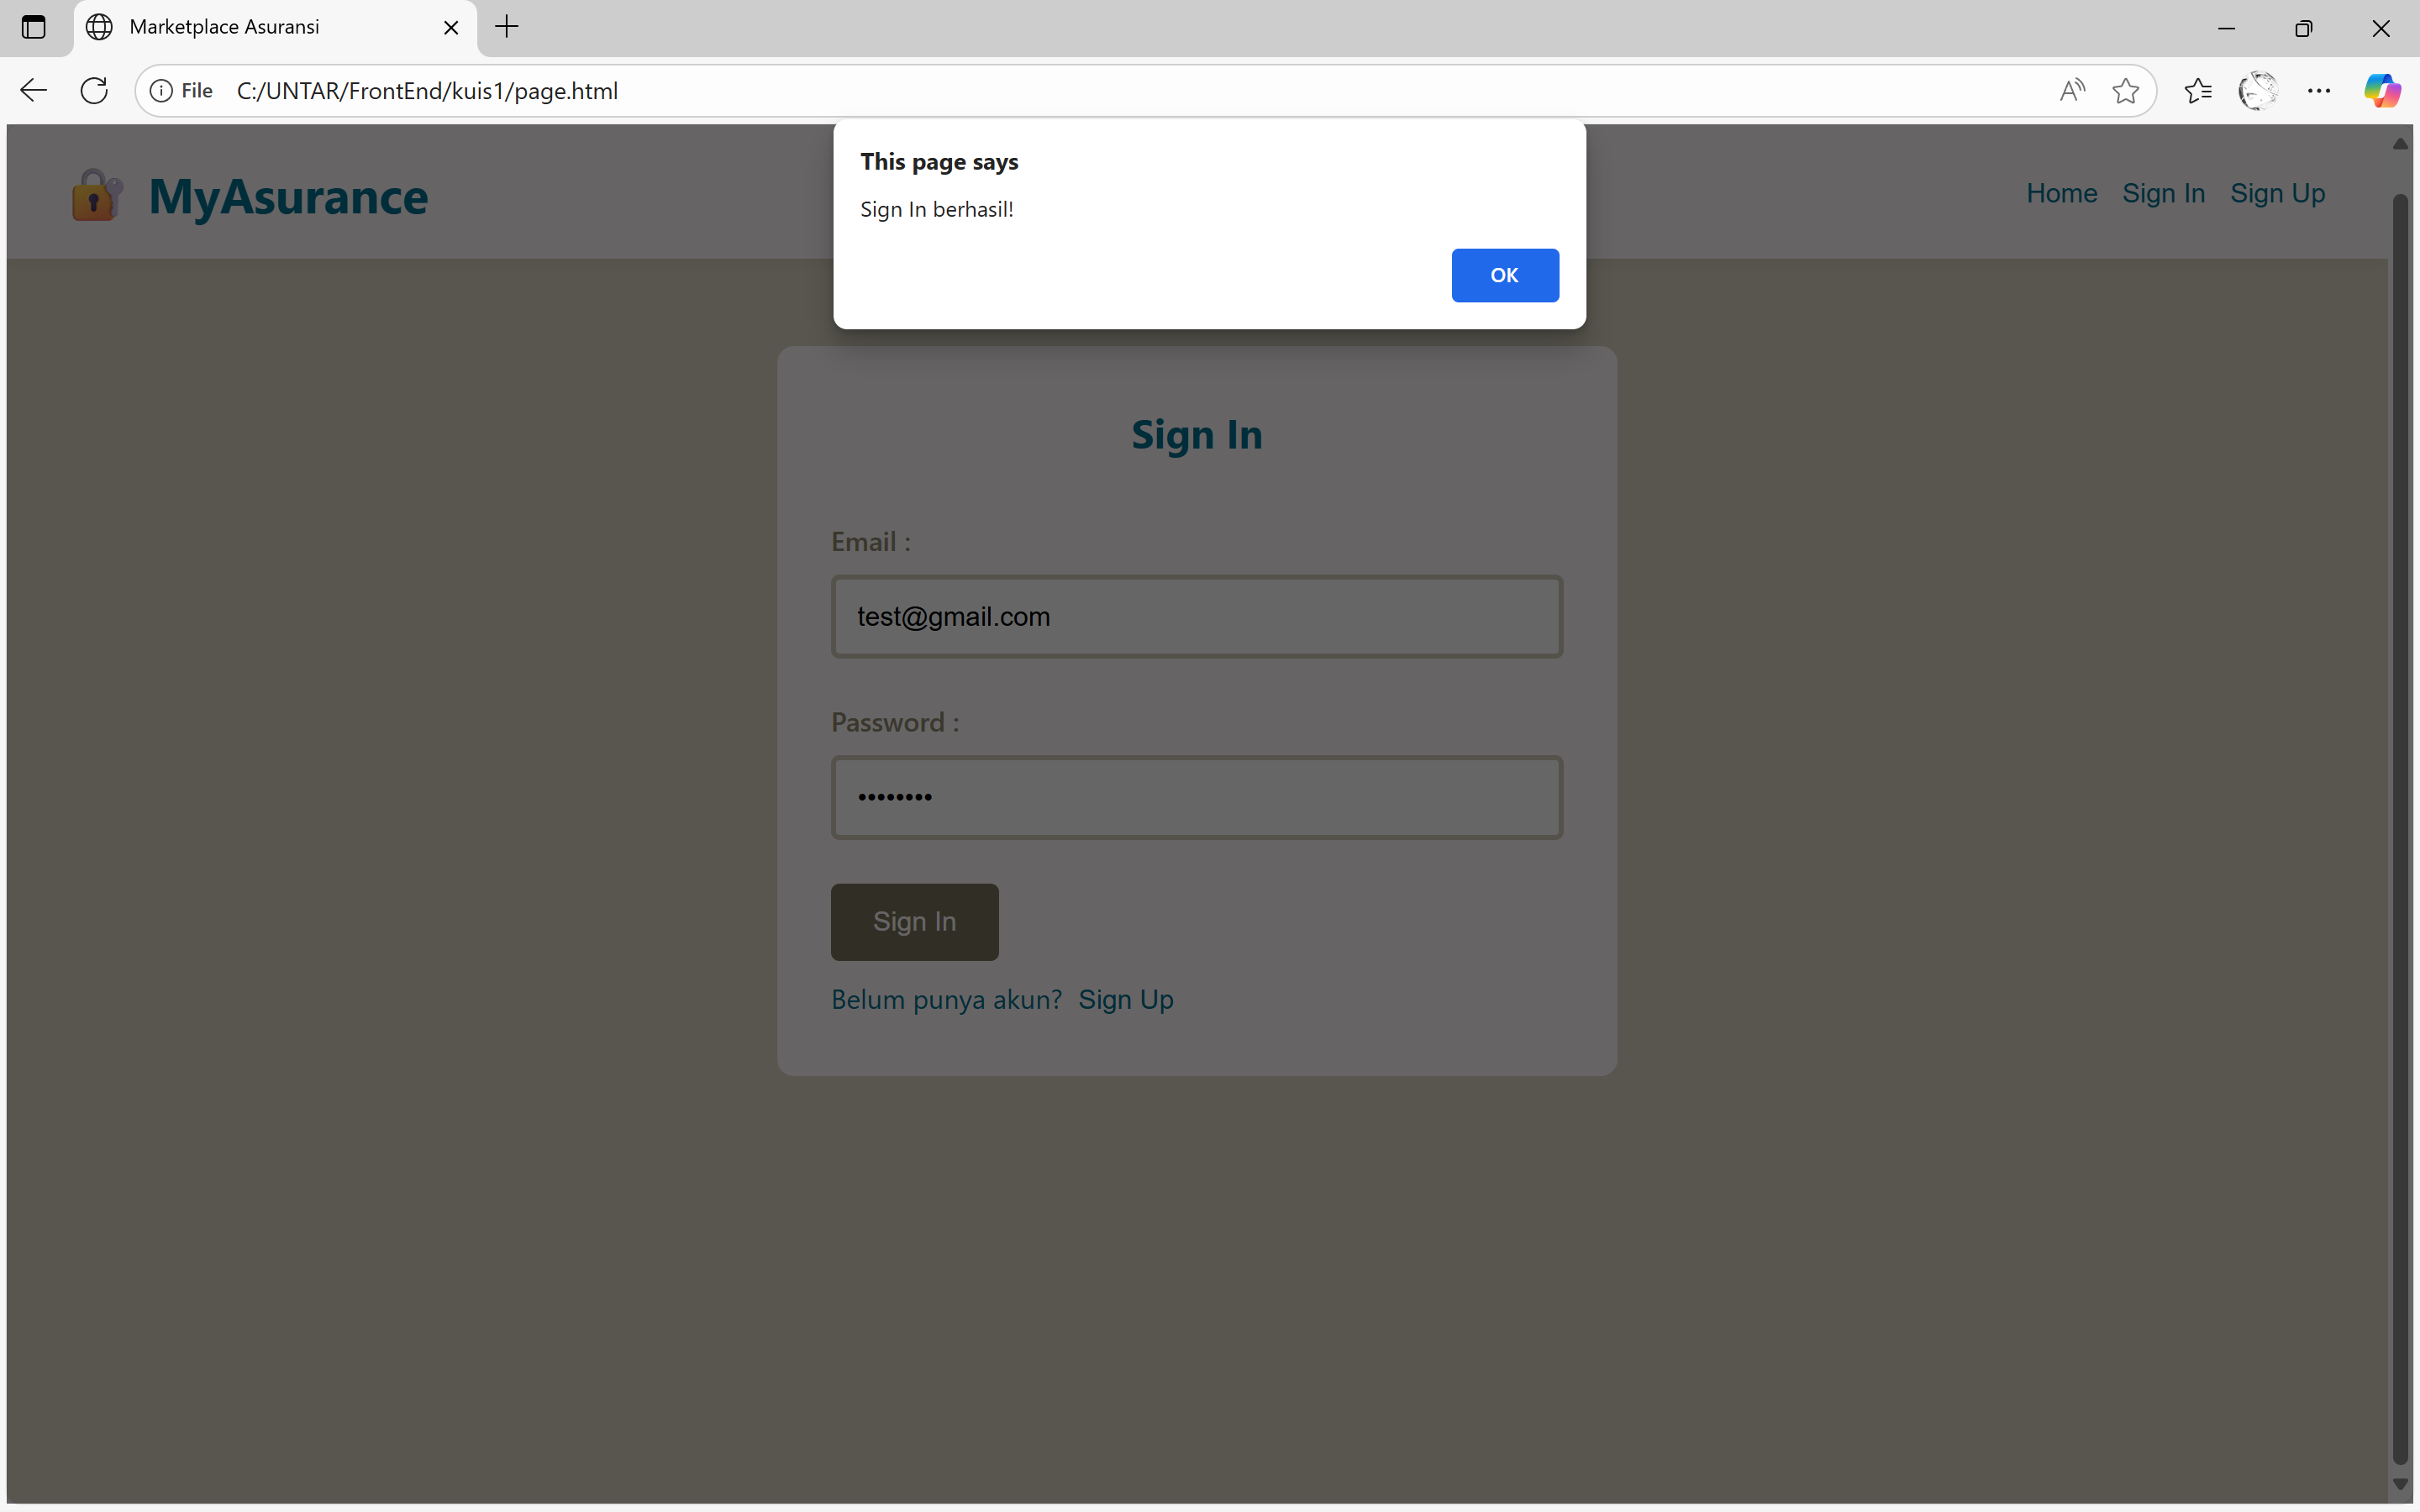 Marketplace Asuransi
File C:/UNTAR/FrontEnd/kuis1/page.html
This page says
Sign In berhasil!
OK
MyAsurance
Home Sign In Sign Up
Sign In
Email :
test@gmail.com
Password :
••••••••
Sign In
Belum punya akun? Sign Up